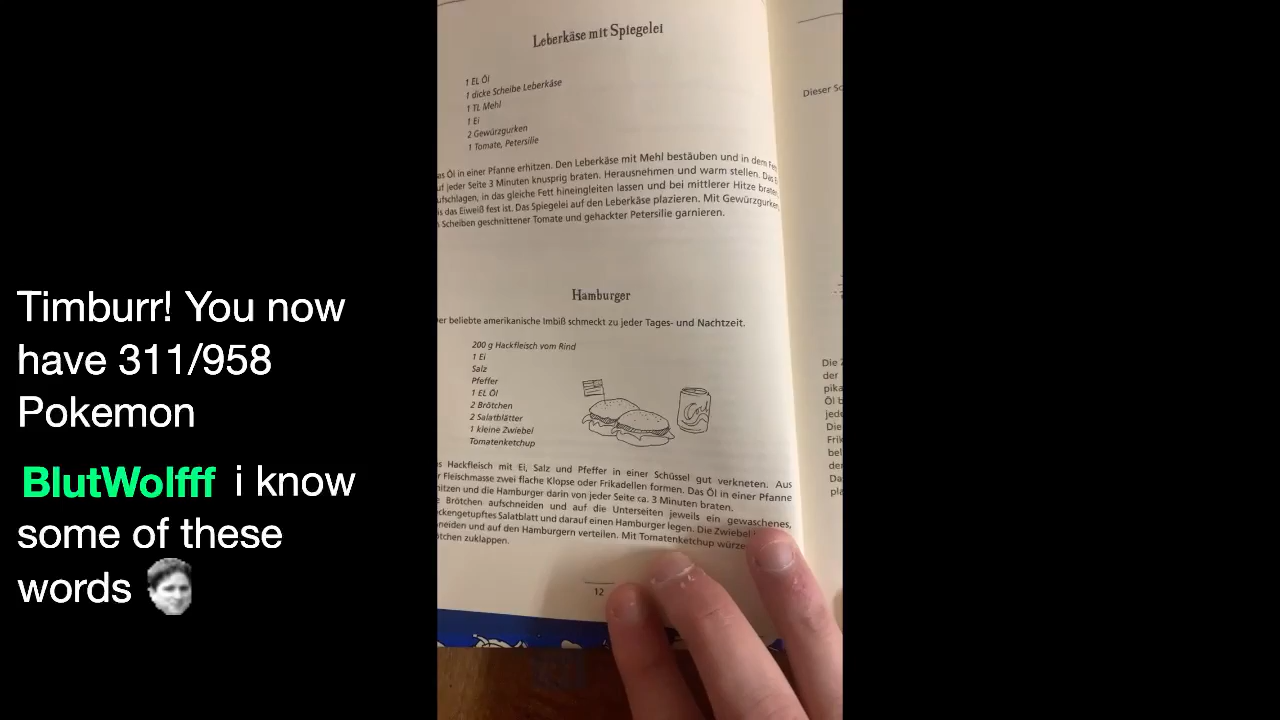 Timburr! You now
have 311/958
Pokemon
BlutWolfff i know
some of these
words
Leberkäse mit Spiegelei
1 EL Öl
1 dicke Scheibe Leberkäse
1 TL Mehl
1 Ei
2 Gewürzgurken
1 Tomate, Petersilie
Öl in einer Pfanne erhitzen. Den Leberkäse mit Mehl bestäuben und in dem
jeder Seite 3 Minuten knusprig braten. Herausnehmen und warm stellen. Das
in das gleiche Fett hineingleiten lassen und bei mittlerer Hitze braten,
das Eiweiß fest ist. Das Spiegelei auf den Leberkäse plazieren. Mit Gewürzgurken,
Scheiben geschnittener Tomate und gehackter Petersilie garnieren.
Hamburger
beliebte amerikanische Imbiß schmeckt zu jeder Tages- und Nachtzeit.
200 g Hackfleisch vom Rind
1 Ei
Salz
Pfeffer
1 EL Öl
2 Brötchen
2 Salatblätter
1 kleine Zwiebel
Tomatenketchup
Hackfleisch mit Ei, Salz und Pfeffer in einer Schüssel gut verkneten. Aus
Fleischmasse zwei flache Klopse oder Frikadellen formen. Das Öl in einer Pfanne
und die Hamburger darin von jeder Seite ca. 3 Minuten braten.
Brötchen aufschneiden und auf die Unterseiten jeweils ein gewaschenes,
Salatblatt und darauf einen Hamburger legen. Die Zwiebel
und auf den Hamburgern verteilen. Mit Tomatenketchup
zuklappen.
12
Dieser
Die
der